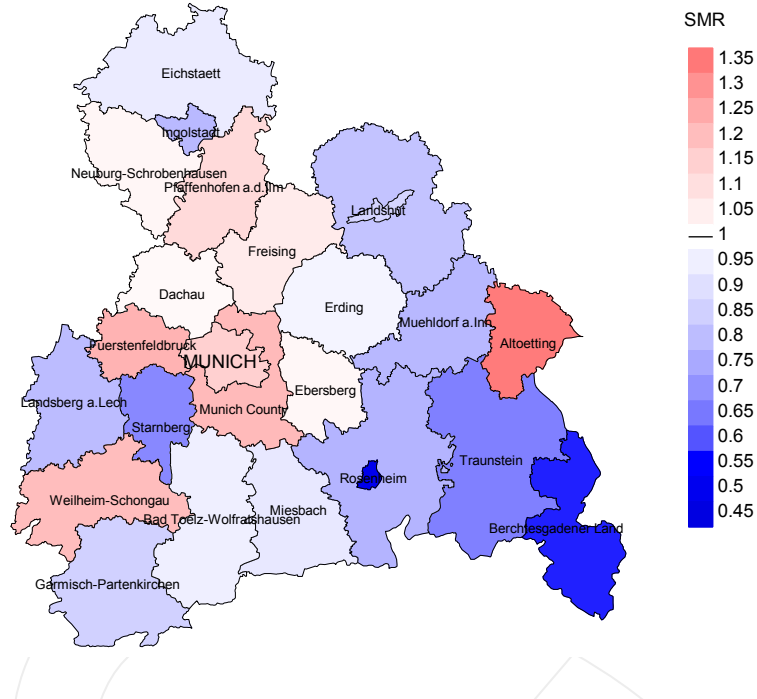 SMR
1.35
1.3
1.25
1.2
1.15
1.1
1.05
1
0.95
0.9
0.85
0.8
0.75
0.7
0.65
0.6
0.55
0.5
0.45
Eichstaett
Ingolstadt
Neuburg-Schrobenhausen
Pfaffenhofen a.d.Ilm
Landshut
Freising
Dachau
Erding
Muehldorf a.Inn
Altoetting
Fuerstenfeldbruck
MUNICH
Ebersberg
Landsberg a.Lech
Munich County
Starnberg
Traunstein
Rosenheim
Weilheim-Schongau
Miesbach
Bad Toelz-Wolfratshausen
Berchtesgadener Land
Garmisch-Partenkirchen